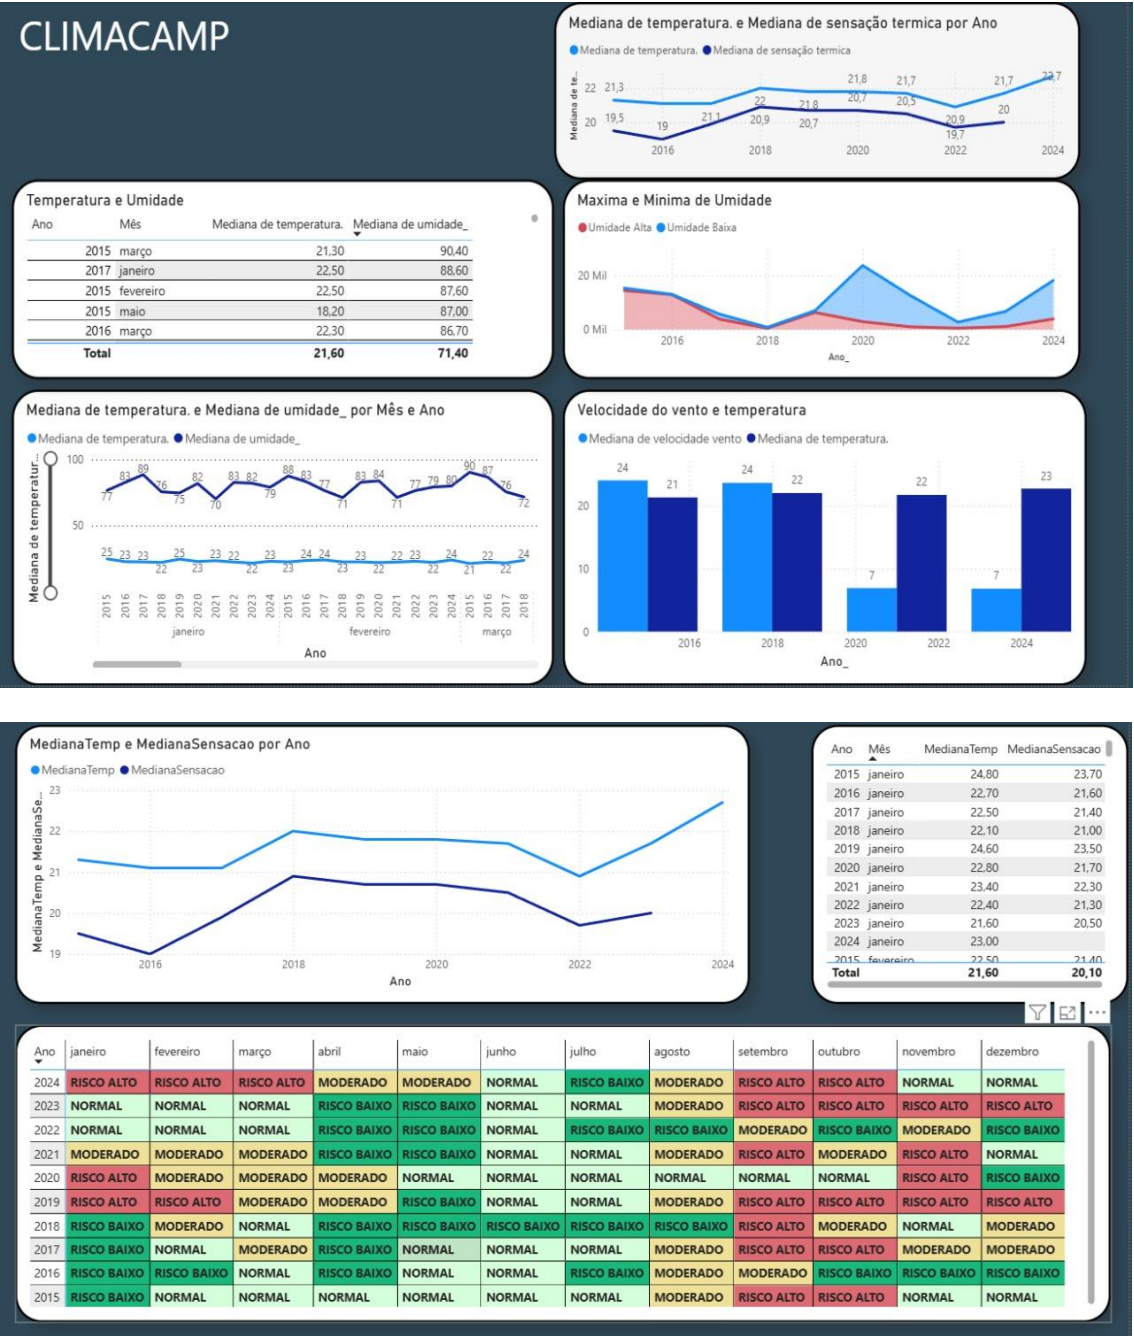 CLIMACAMP
Mediana de temperatura. e Mediana de sensação termica por Ano
Mediana de temperatura. Mediana de sensação termica
Mediana de te...
22
20
21,3
21,8
21,7
21,7
22,7
19,5
19
21,1
22
20,9
21,8
20,7
20,7
20,5
20,9
19,7
20
2016 2018 2020 2022 2024
Temperatura e Umidade
Ano Mês Mediana de temperatura. Mediana de umidade_
2015 março 21,30 90,40
2017 janeiro 22,50 88,60
2015 fevereiro 22,50 87,60
2015 maio 18,20 87,00
2016 março 22,30 86,70
Total 21,60 71,40
Maxima e Minima de Umidade
Umidade Alta Umidade Baixa
20 Mil
0 Mil
2016 2018 2020 2022 2024
Ano_
Mediana de temperatura. e Mediana de umidade_ por Mês e Ano
Mediana de temperatura. Mediana de umidade_
Mediana de temperatur...
100
50
77 83 89 76 75 82 70 83 82 79 88 83 77 71 83 84 71 77 79 80 90 87 76 72
25 23 23 22 25 23 23 22 22 23 23 24 24 23 23 22 22 23 22 24 21 22 22 24
2015 2016 2017 2018 2019 2020 2021 2022 2023 2024 2015 2016 2017 2018 2019 2020 2021 2022 2023 2024 2015 2016 2017 2018
janeiro fevereiro março
Ano
Velocidade do vento e temperatura
Mediana de velocidade vento Mediana de temperatura.
20
10
0
24 21 24 22 7 22 7 23
2016 2018 2020 2022 2024
Ano_
MedianaTemp e MedianaSensacao por Ano
MedianaTemp MedianaSensacao
MedianaTemp e MedianaSe...
23
22
21
20
19
2016 2018 2020 2022 2024
Ano
Ano Mês MedianaTemp MedianaSensacao
2015 janeiro 24,80 23,70
2016 janeiro 22,70 21,60
2017 janeiro 22,50 21,40
2018 janeiro 22,10 21,00
2019 janeiro 24,60 23,50
2020 janeiro 22,80 21,70
2021 janeiro 23,40 22,30
2022 janeiro 22,40 21,30
2023 janeiro 21,60 20,50
2024 janeiro 23,00
2015 fevereiro 22,50 21,40
Total 21,60 20,10
Ano janeiro fevereiro março abril maio junho julho agosto setembro outubro novembro dezembro
2024 RISCO ALTO RISCO ALTO RISCO ALTO MODERADO MODERADO NORMAL RISCO BAIXO MODERADO RISCO ALTO RISCO ALTO NORMAL NORMAL
2023 NORMAL NORMAL NORMAL RISCO BAIXO RISCO BAIXO NORMAL NORMAL MODERADO RISCO ALTO RISCO ALTO RISCO ALTO RISCO ALTO
2022 NORMAL NORMAL NORMAL RISCO BAIXO RISCO BAIXO NORMAL RISCO BAIXO RISCO BAIXO MODERADO RISCO BAIXO MODERADO RISCO BAIXO
2021 MODERADO MODERADO MODERADO RISCO BAIXO RISCO BAIXO NORMAL NORMAL MODERADO RISCO ALTO MODERADO RISCO ALTO NORMAL
2020 RISCO ALTO MODERADO MODERADO MODERADO NORMAL NORMAL NORMAL NORMAL NORMAL NORMAL RISCO ALTO RISCO BAIXO
2019 RISCO ALTO RISCO ALTO MODERADO MODERADO RISCO BAIXO NORMAL NORMAL MODERADO RISCO ALTO RISCO ALTO RISCO ALTO RISCO ALTO
2018 RISCO BAIXO MODERADO NORMAL RISCO BAIXO RISCO BAIXO RISCO BAIXO RISCO BAIXO RISCO BAIXO RISCO ALTO MODERADO NORMAL MODERADO
2017 RISCO BAIXO NORMAL MODERADO RISCO BAIXO NORMAL NORMAL NORMAL MODERADO RISCO ALTO RISCO ALTO MODERADO MODERADO
2016 RISCO BAIXO RISCO BAIXO NORMAL RISCO BAIXO NORMAL NORMAL RISCO BAIXO MODERADO MODERADO RISCO BAIXO RISCO BAIXO RISCO BAIXO
2015 RISCO BAIXO NORMAL NORMAL NORMAL NORMAL NORMAL NORMAL MODERADO RISCO ALTO RISCO ALTO NORMAL NORMAL